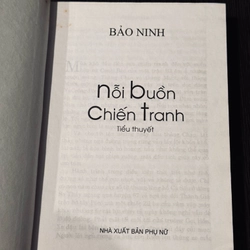 BẢO NINH
nỗi buồn
chiến tranh
Tiểu thuyết
NHÀ XUẤT BẢN PHỤ NỮ